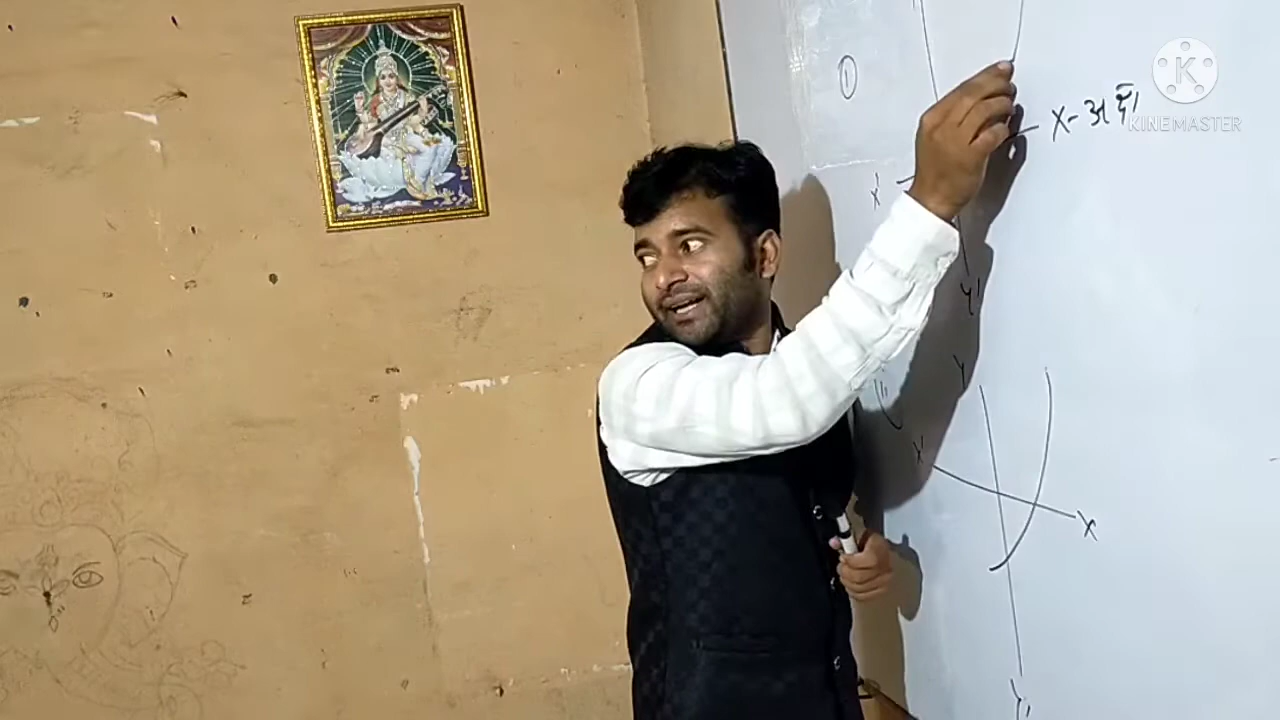 ①
X-अक्ष
KINEMASTER
X'
Y'
Y
X'
X
Y'